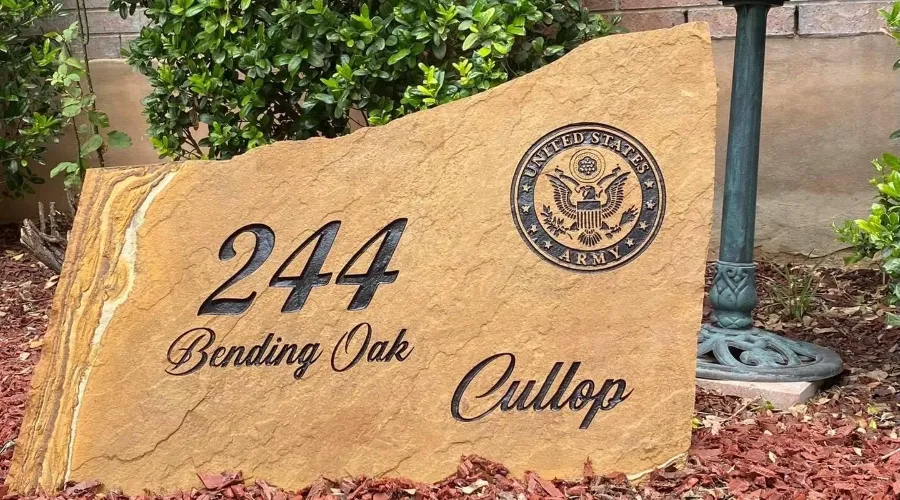 UNITED STATES
ARMY
244
Bending Oak
Cullop